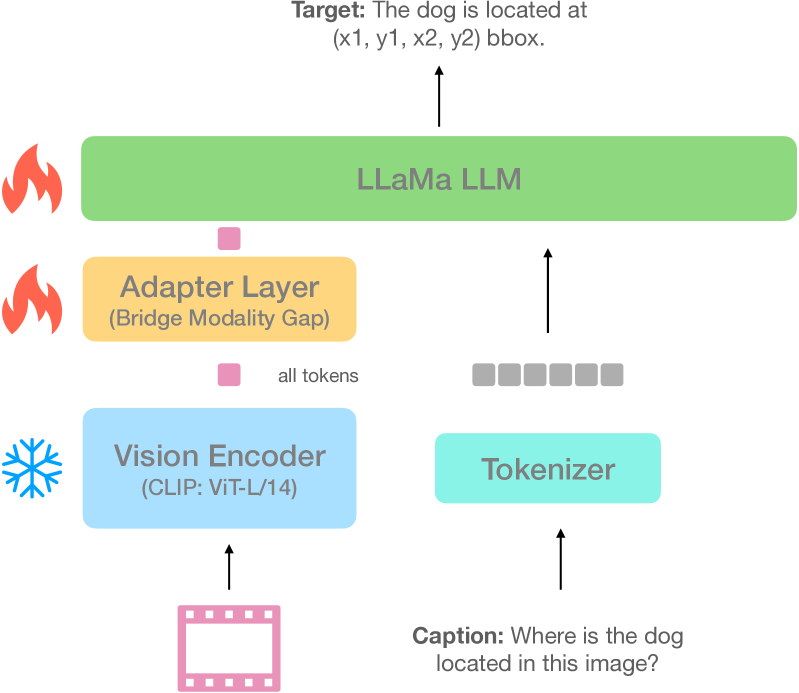 Target: The dog is located at
(x1, y1, x2, y2) bbox.
LLaMa LLM
Adapter Layer
(Bridge Modality Gap)
all tokens
Vision Encoder
(CLIP: ViT-L/14)
Tokenizer
Caption: Where is the dog
located in this image?